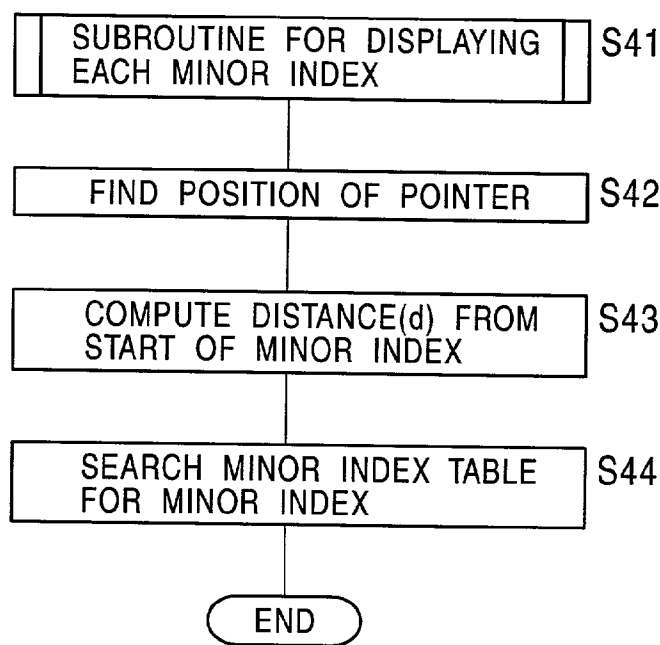 SUBROUTINE FOR DISPLAYING
EACH MINOR INDEX
S41
FIND POSITION OF POINTER
S42
COMPUTE DISTANCE(d) FROM
START OF MINOR INDEX
S43
SEARCH MINOR INDEX TABLE
FOR MINOR INDEX
S44
END